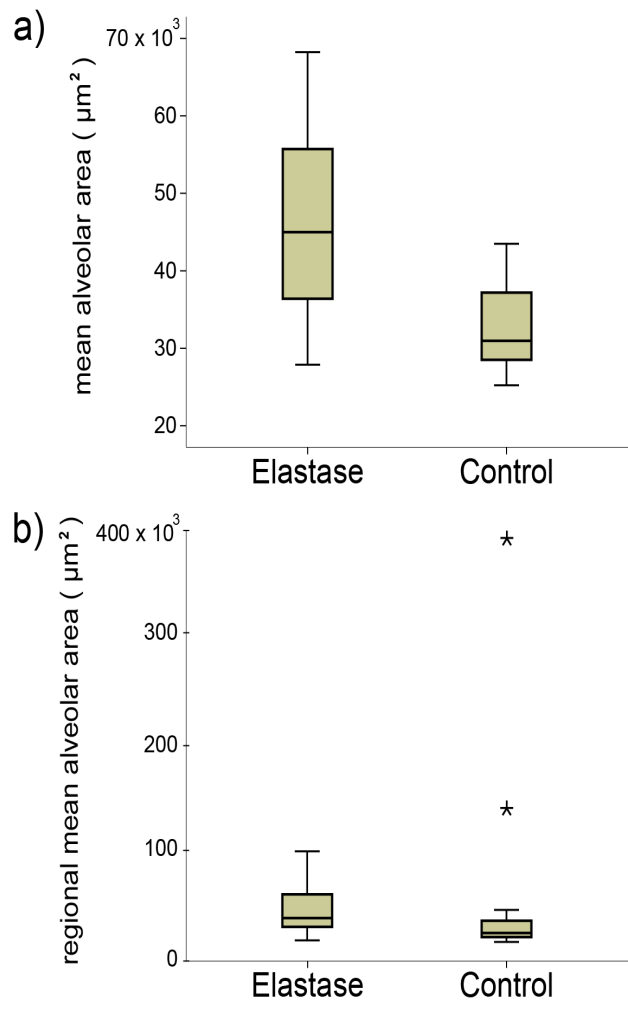 a)
mean alveolar area ( µm² )
70 x 10³
60
50
40
30
20
Elastase Control
b)
regional mean alveolar area ( µm² )
400 x 10³
300
200
100
0
Elastase Control